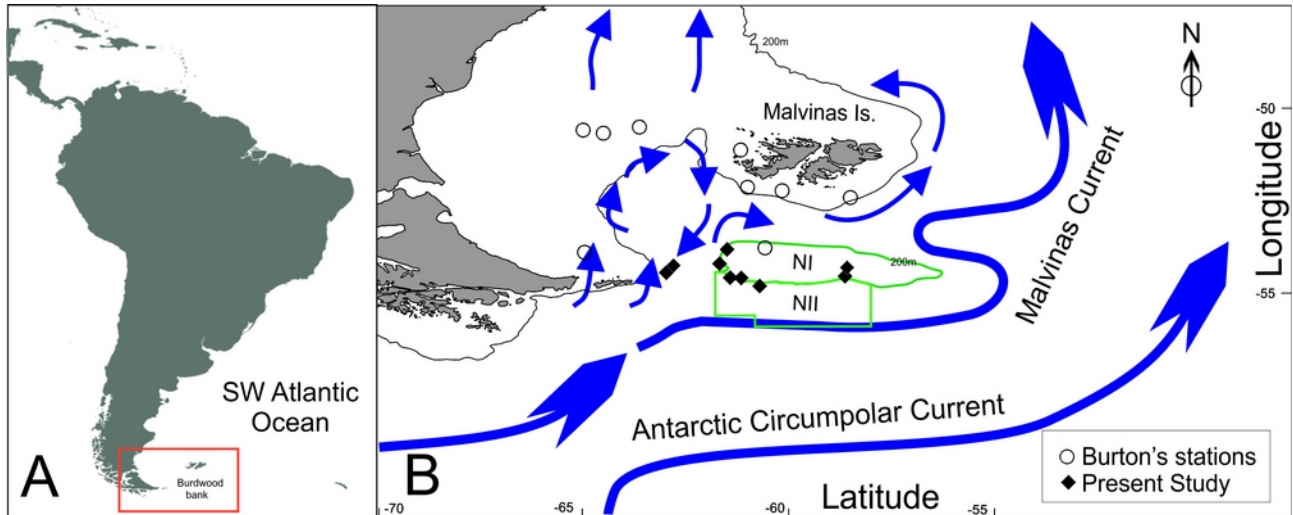 SW Atlantic
Ocean
Burdwood
bank
A
B
200m
N
Malvinas Is.
-50
Longitude
Malvinas Current
NI
200m
-55
NII
Antarctic Circumpolar Current
Burton's stations
Present Study
Latitude
-70
-65
-60
-55